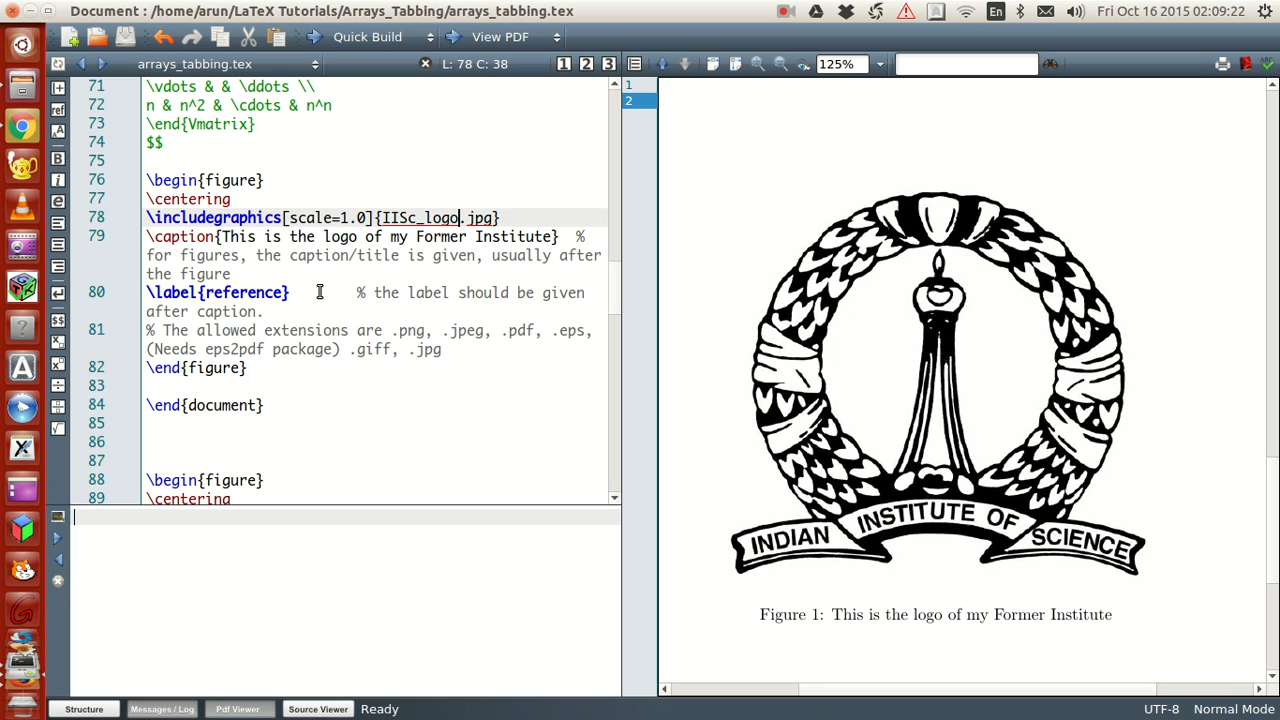 Document : /home/arun/LaTeX Tutorials/Arrays_Tabbing/arrays_tabbing.tex
En
Fri Oct 16 2015 02:09:22
Quick Build
View PDF
arrays_tabbing.tex
L: 78 C: 38
1 2 3
125%
71 \vdots & & \ddots \\
72 n & n^2 & \cdots & n^n
73 \end{Vmatrix}
74 $$
75
76 \begin{figure}
77 \centering
78 \includegraphics[scale=1.0]{IISc_logo.jpg}
79 \caption{This is the logo of my Former Institute} %
for figures, the caption/title is given, usually after
the figure
80 \label{reference} % the label should be given
after caption.
81 % The allowed extensions are .png, .jpeg, .pdf, .eps,
(Needs eps2pdf package) .giff, .jpg
82 \end{figure}
83
84 \end{document}
85
86
87
88 \begin{figure}
89 \centering
ref
$$
1
2
INDIAN INSTITUTE OF SCIENCE
Figure 1: This is the logo of my Former Institute
Structure
Messages / Log
Pdf Viewer
Source Viewer
Ready
UTF-8
Normal Mode